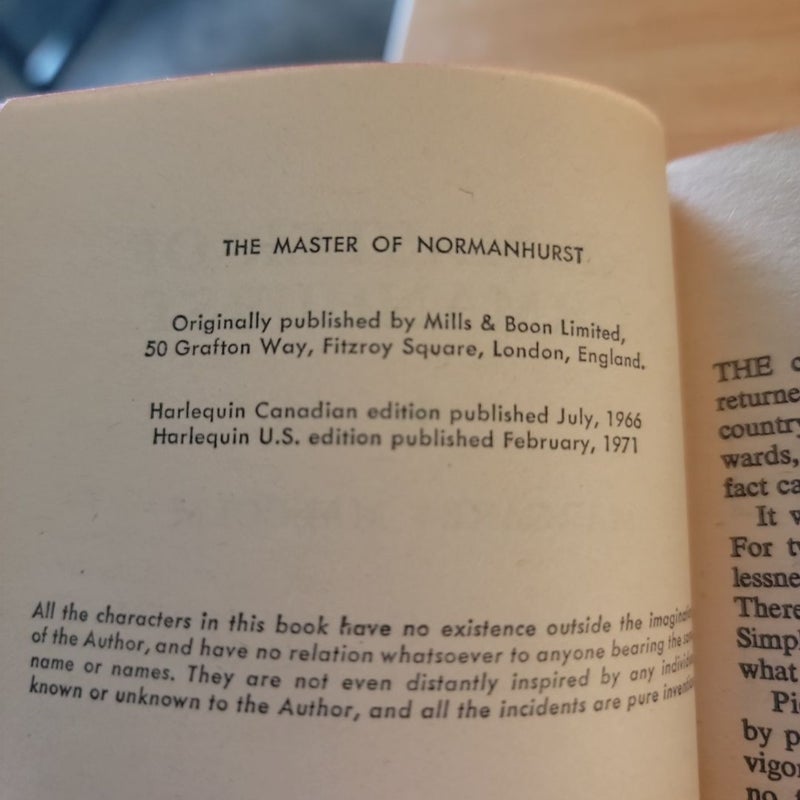 THE MASTER OF NORMANHURST
Originally published by Mills & Boon Limited,
50 Grafton Way, Fitzroy Square, London, England.
Harlequin Canadian edition published July, 1966
Harlequin U.S. edition published February, 1971
All the characters in this book have no existence outside the
of the Author, and have no relation whatsoever to anyone bearing the
name or names. They are not even distantly inspired by any
known or unknown to the Author, and all the incidents are pure
THE
returne
country
wards,
fact ca
It w
For tw
lessne
There
Simpl
what
Pi
by p
vigor
no